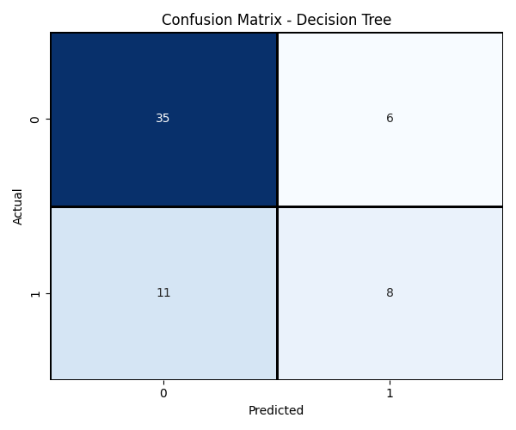 Confusion Matrix - Decision Tree
0
35
6
Actual
1
11
8
0
1
Predicted